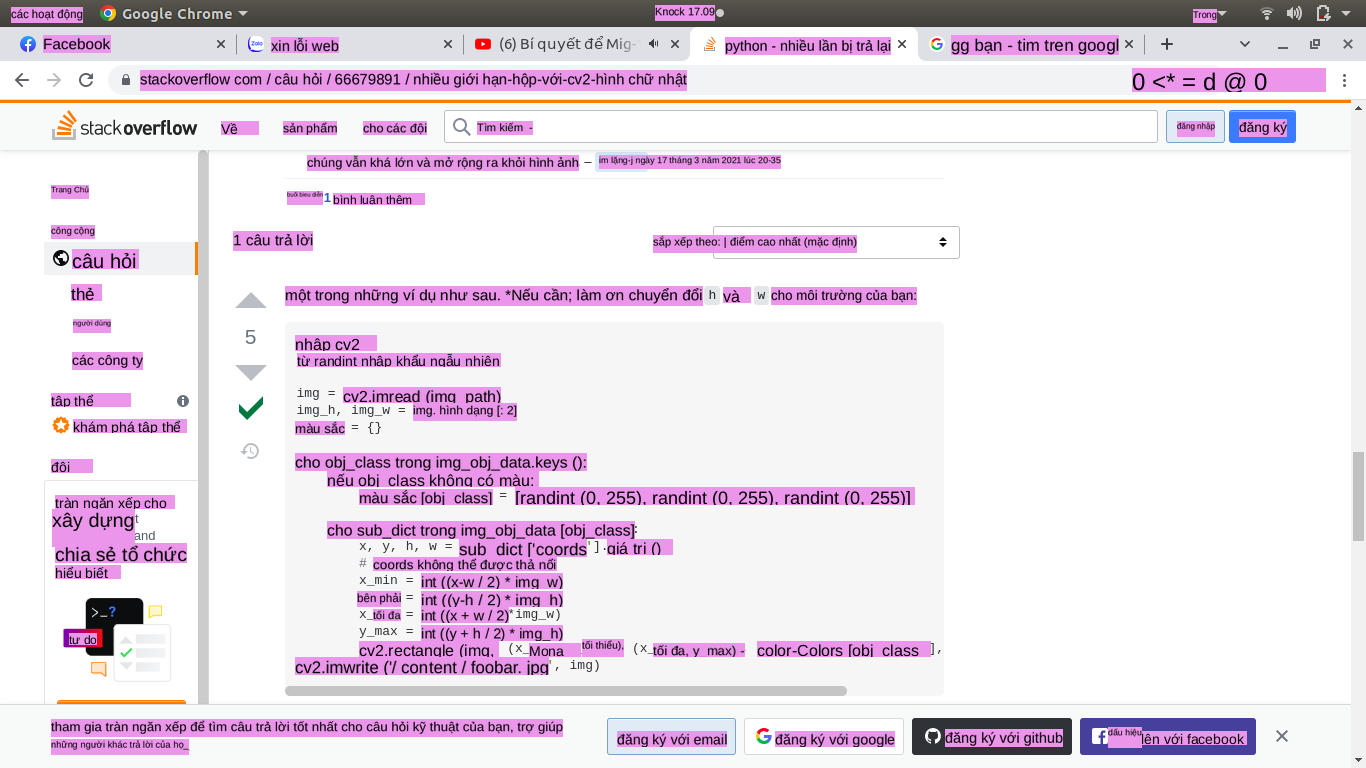 các hoạt động Google Chrome Knock 17.09 Trong
Facebook xin lỗi web (6) Bí quyết để Mig- python - nhiều lần bị trả lại gg bạn - tim tren googl
stackoverflow com / câu hỏi / 66679891 / nhiều giới hạn-hộp-với-cv2-hình chữ nhật 0 <* = d @ 0
stackoverflow Về sản phẩm cho các đội Tìm kiếm - đăng nhập đăng ký
chúng vẫn khá lớn và mở rộng ra khỏi hình ảnh – im lặng-j ngày 17 tháng 3 năm 2021 lúc 20-35
Trang Chủ
buổi biểu diễn 1 bình luận thêm
công cộng
1 câu trả lời
sắp xếp theo: | điểm cao nhất (mặc định)
câu hỏi
thẻ
người dùng
các công ty
tập thể
khám phá tập thể
đội
tràn ngăn xếp cho
xây dựng t
and
chia sẻ tổ chức
hiểu biết
>_?
tự do
một trong những ví dụ như sau. *Nếu cần; làm ơn chuyển đổi h và w cho môi trường của bạn:
5
nhập cv2
từ randint nhập khẩu ngẫu nhiên
img = cv2.imread (img_path)
img_h, img_w = img. hình dạng [: 2]
màu sắc = {}
cho obj_class trong img_obj_data.keys ():
nếu obj_class không có màu:
màu sắc [obj_class] = [randint (0, 255), randint (0, 255), randint (0, 255)]
cho sub_dict trong img_obj_data [obj_class]:
x, y, h, w = sub_dict ['coords'].giá trị ()
# coords không thể được thả nổi
x_min = int ((x-w / 2) * img_w)
bên phải = int ((y-h / 2) * img_h)
x_tối đa = int ((x + w / 2)*img_w)
y_max = int ((y + h / 2) * img_h)
cv2.rectangle (img, (x_Mona tối thiểu), (x_tối đa, y_max) - color-Colors [obj_class ],
cv2.imwrite ('/ content / foobar. jpg', img)
tham gia tràn ngăn xếp để tìm câu trả lời tốt nhất cho câu hỏi kỹ thuật của bạn, trợ giúp
những người khác trả lời của họ_
đăng ký với email đăng ký với google đăng ký với github dấu hiệu lên với facebook